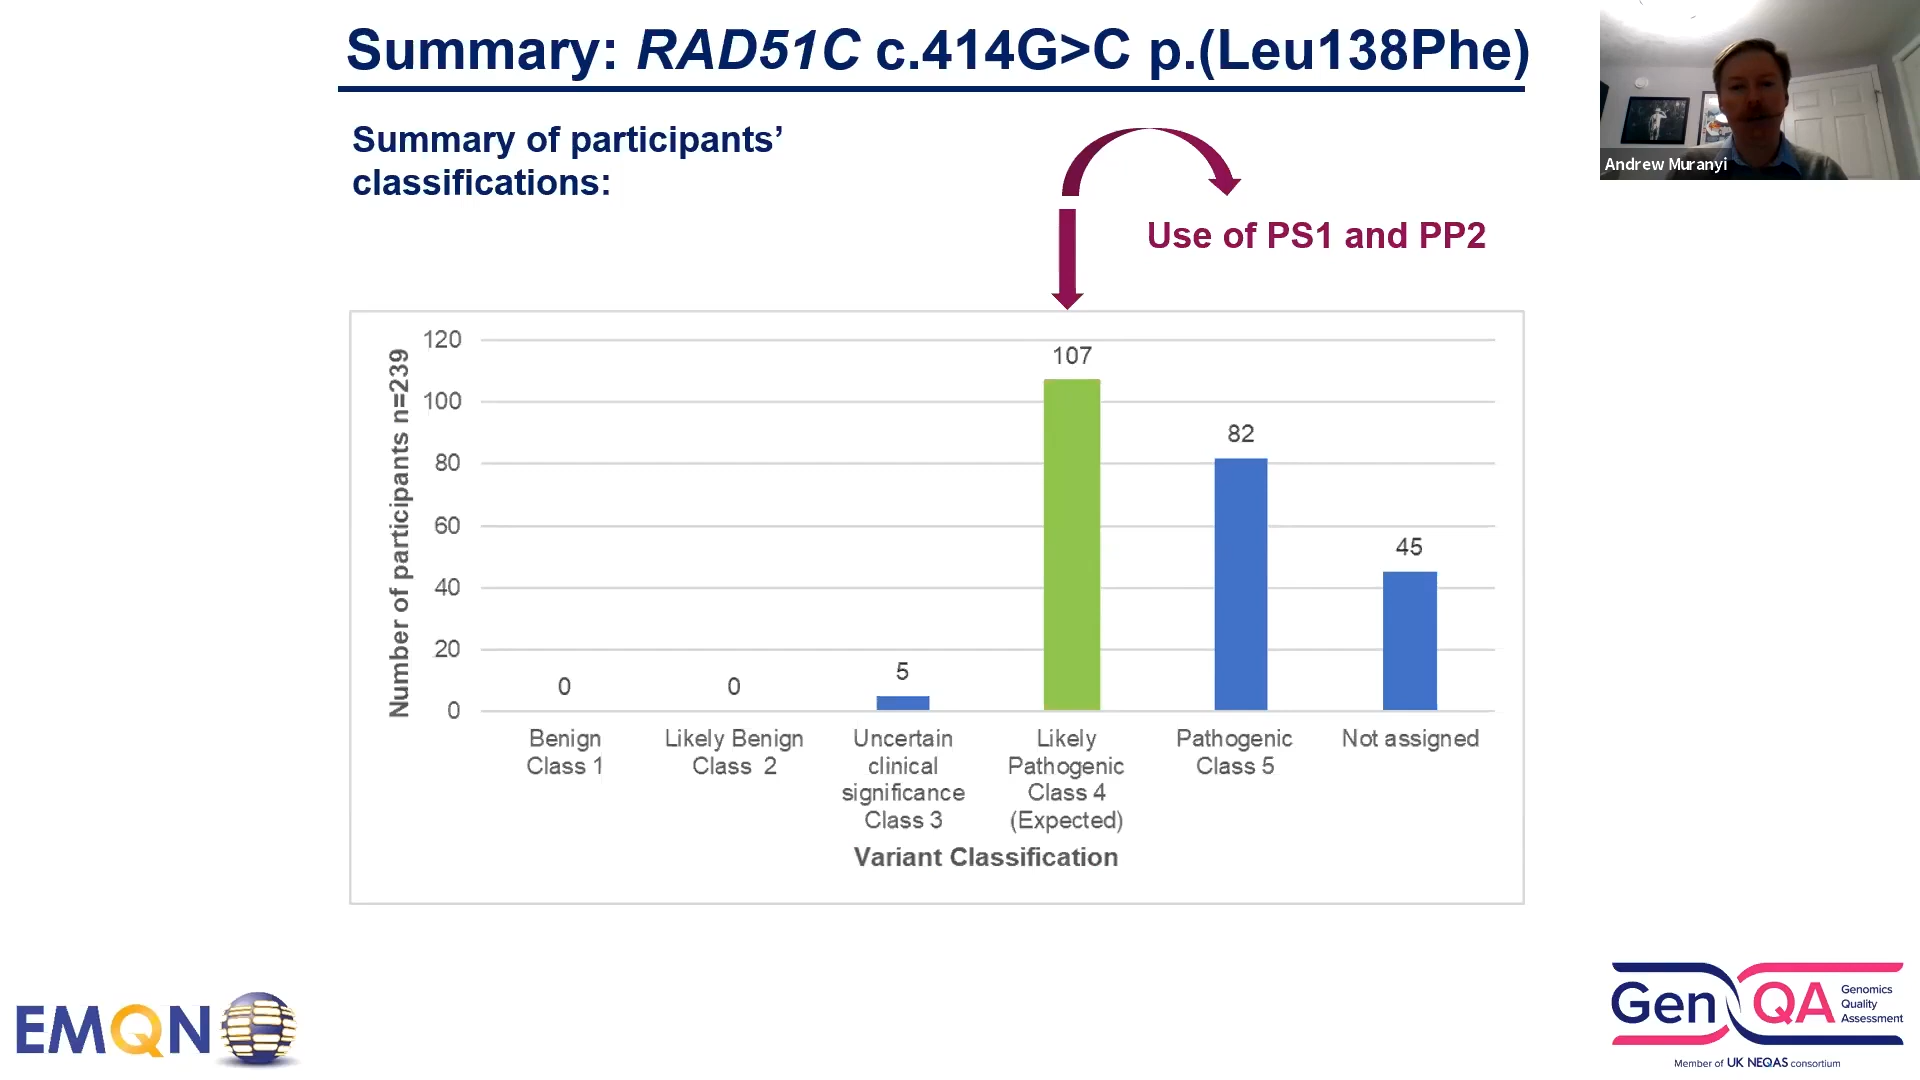 Summary: RAD51C c.414G>C p.(Leu138Phe)
Andrew Muranyi
Summary of participants’
classifications:
Use of PS1 and PP2
Number of participants n=239
120
100
80
60
40
20
0
0
0
5
107
82
45
Benign
Class 1
Likely Benign
Class 2
Uncertain
clinical
significance
Class 3
Likely
Pathogenic
Class 4
(Expected)
Pathogenic
Class 5
Not assigned
Variant Classification
EMQN
GenQA
Genomics
Quality
Assessment
Member of UK NEQAS consortium